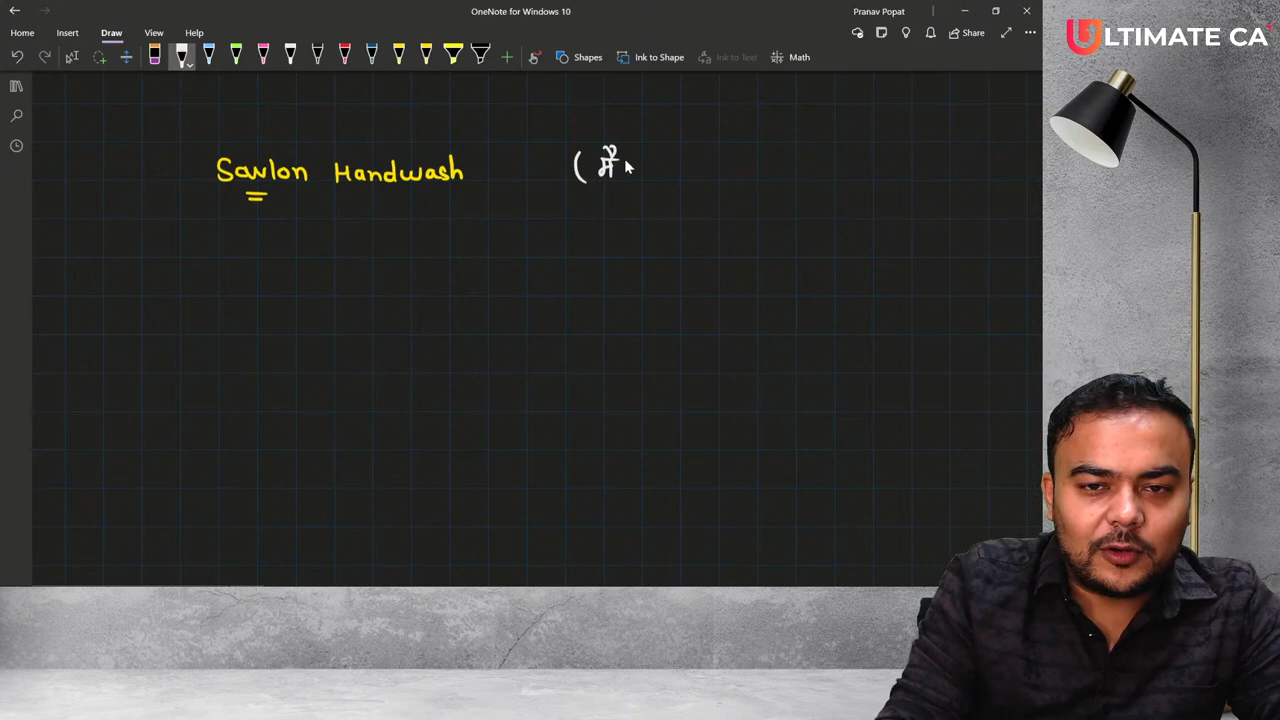 OneNote for Windows 10
Pranav Popat
Home Insert Draw View Help
Share
Shapes
Ink to Shape
Ink to Text
Math
ULTIMATE CA
Savlon Handwash ( मैं